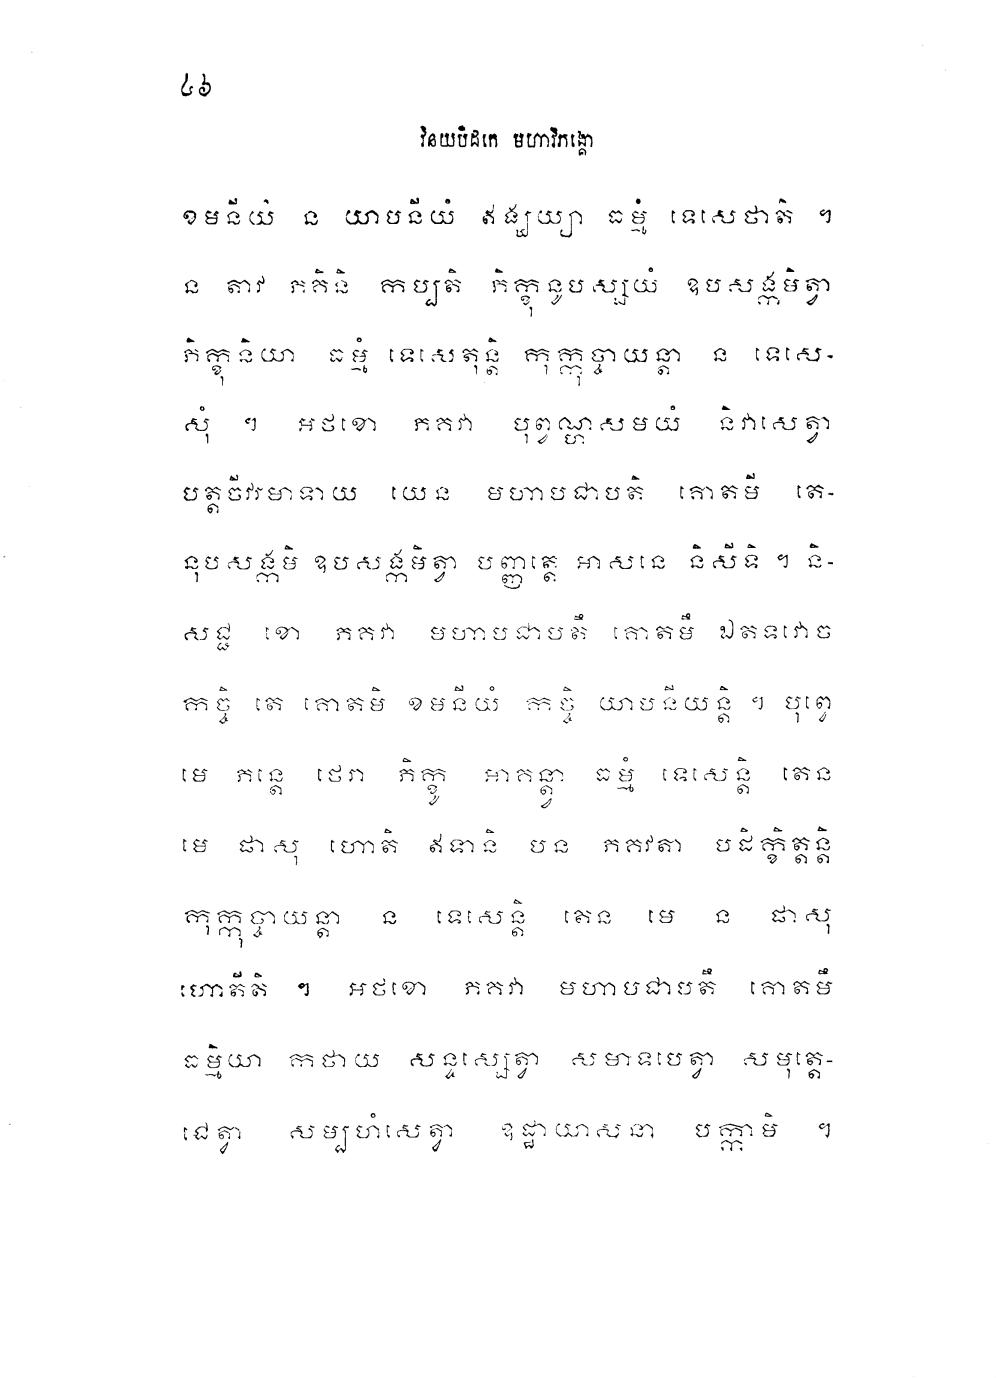 ៤៦
វិនយបិដកេ មហាវិភង្គោ
ខមនីយំ ន យាបនីយំ ឥង្ឃយ្យា ធម្មំ ទេសេថាតិ ។
ន តាវ ភគិនិ កប្បតិ ភិក្ខុនូបស្សយំ ឧបសង្កមិត្វា
ភិក្ខុនិយា ធម្មំ ទេសេតុន្តិ កុក្កុច្ចាយន្តា ន ទេសេ-
សុំ ។ អថខោ ភគវា បុព្វណ្ហសមយំ និវាសេត្វា
បត្តចីវរមាទាយ យេន មហាបជាបតិ គោតមី តេ-
នុបសង្កមិ ឧបសង្កមិត្វា បញ្ញត្តេ អាសនេ និសីទិ ។ និ-
សជ្ជ ខោ ភគវា មហាបជាបតឹ គោតមឹ ឯតទវោច
កច្ចិ តេ គោតមិ ខមនីយំ កច្ចិ យាបនីយន្តិ ។ បុព្វេ
មេ ភន្តេ ថេរា ភិក្ខូ អាគន្ត្វា ធម្មំ ទេសេន្តិ តេន
មេ ផាសុ ហោតិ ឥទានិ បន ភគវតា បដិក្ខិត្តន្តិ
កុក្កុច្ចាយន្តា ន ទេសេន្តិ តេន មេ ន ផាសុ
ហោតីតិ ។ អថខោ ភគវា មហាបជាបតឹ គោតមឹ
ធម្មិយា កថាយ សន្ទស្សេត្វា សមាទបេត្វា សមុត្តេ-
ជេត្វា សម្បហំសេត្វា ឧដ្ឋាយាសនា បក្កាមិ ។